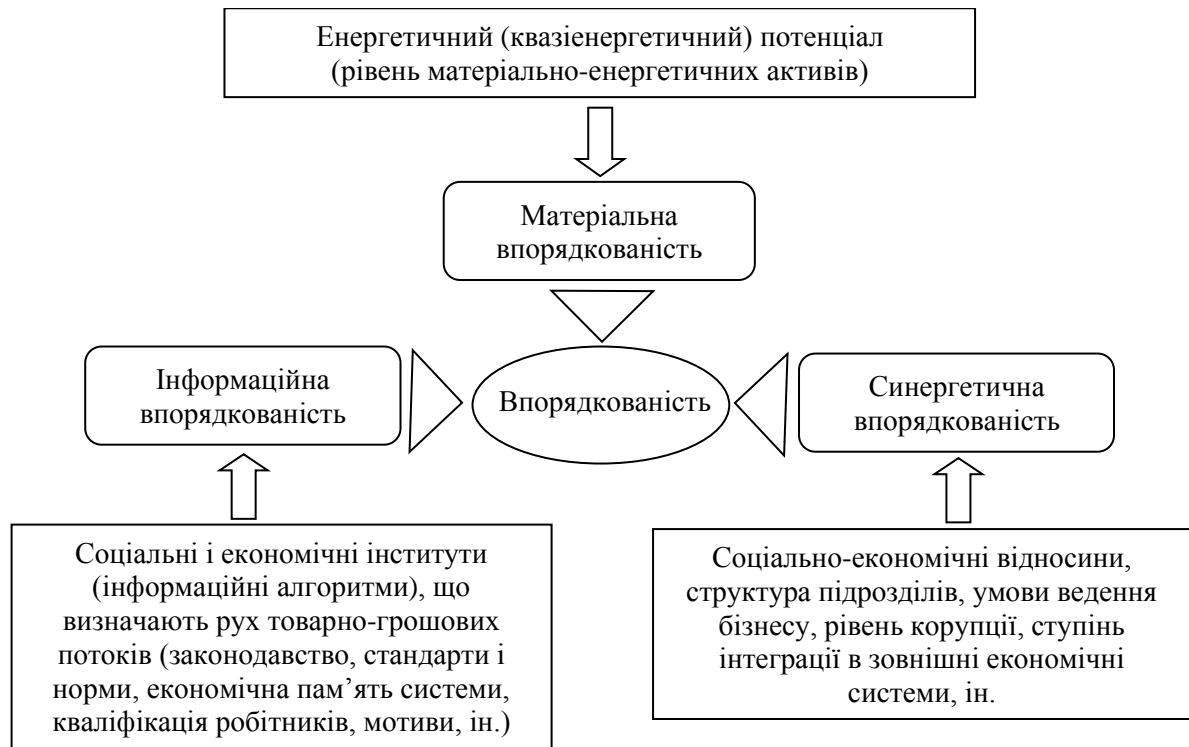 Енергетичний (квазіенергетичний) потенціал
(рівень матеріально-енергетичних активів)
Матеріальна
впорядкованість
Інформаційна
впорядкованість
Впорядкованість
Синергетична
впорядкованість
Соціальні і економічні інститути
(інформаційні алгоритми), що
визначають рух товарно-грошових
потоків (законодавство, стандарти і
норми, економічна пам’ять системи,
кваліфікація робітників, мотиви, ін.)
Соціально-економічні відносини,
структура підрозділів, умови ведення
бізнесу, рівень корупції, ступінь
інтеграції в зовнішні економічні
системи, ін.